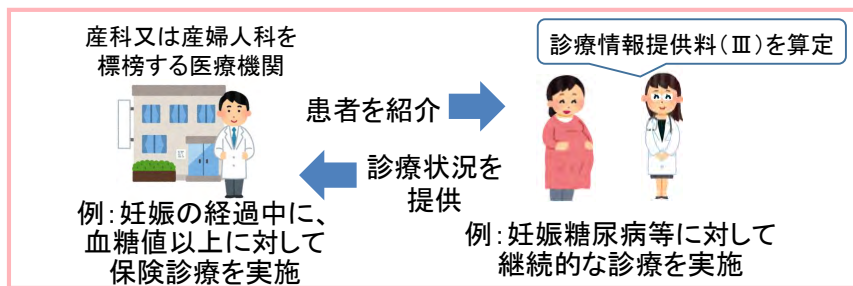 産科又は産婦人科を
標榜する医療機関
診療情報提供料(Ⅲ)を算定
患者を紹介
診療状況を
提供
例:妊娠の経過中に、
血糖値以上に対して
保険診療を実施
例:妊娠糖尿病等に対して
継続的な診療を実施